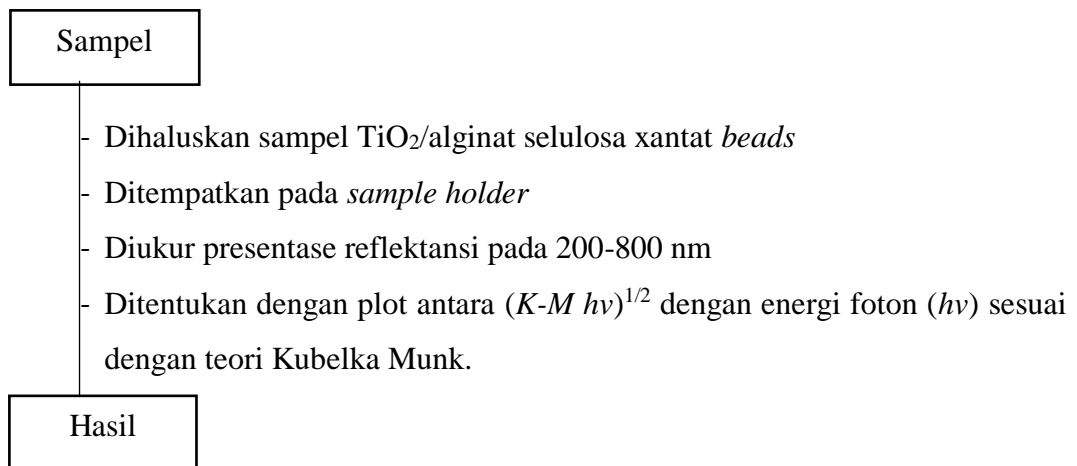 Sampel
- Dihaluskan sampel TiO₂/alginat selulosa xantat beads
- Ditempatkan pada sample holder
- Diukur presentase reflektansi pada 200-800 nm
- Ditentukan dengan plot antara (K-M hv)¹/² dengan energi foton (hv) sesuai
dengan teori Kubelka Munk.
Hasil